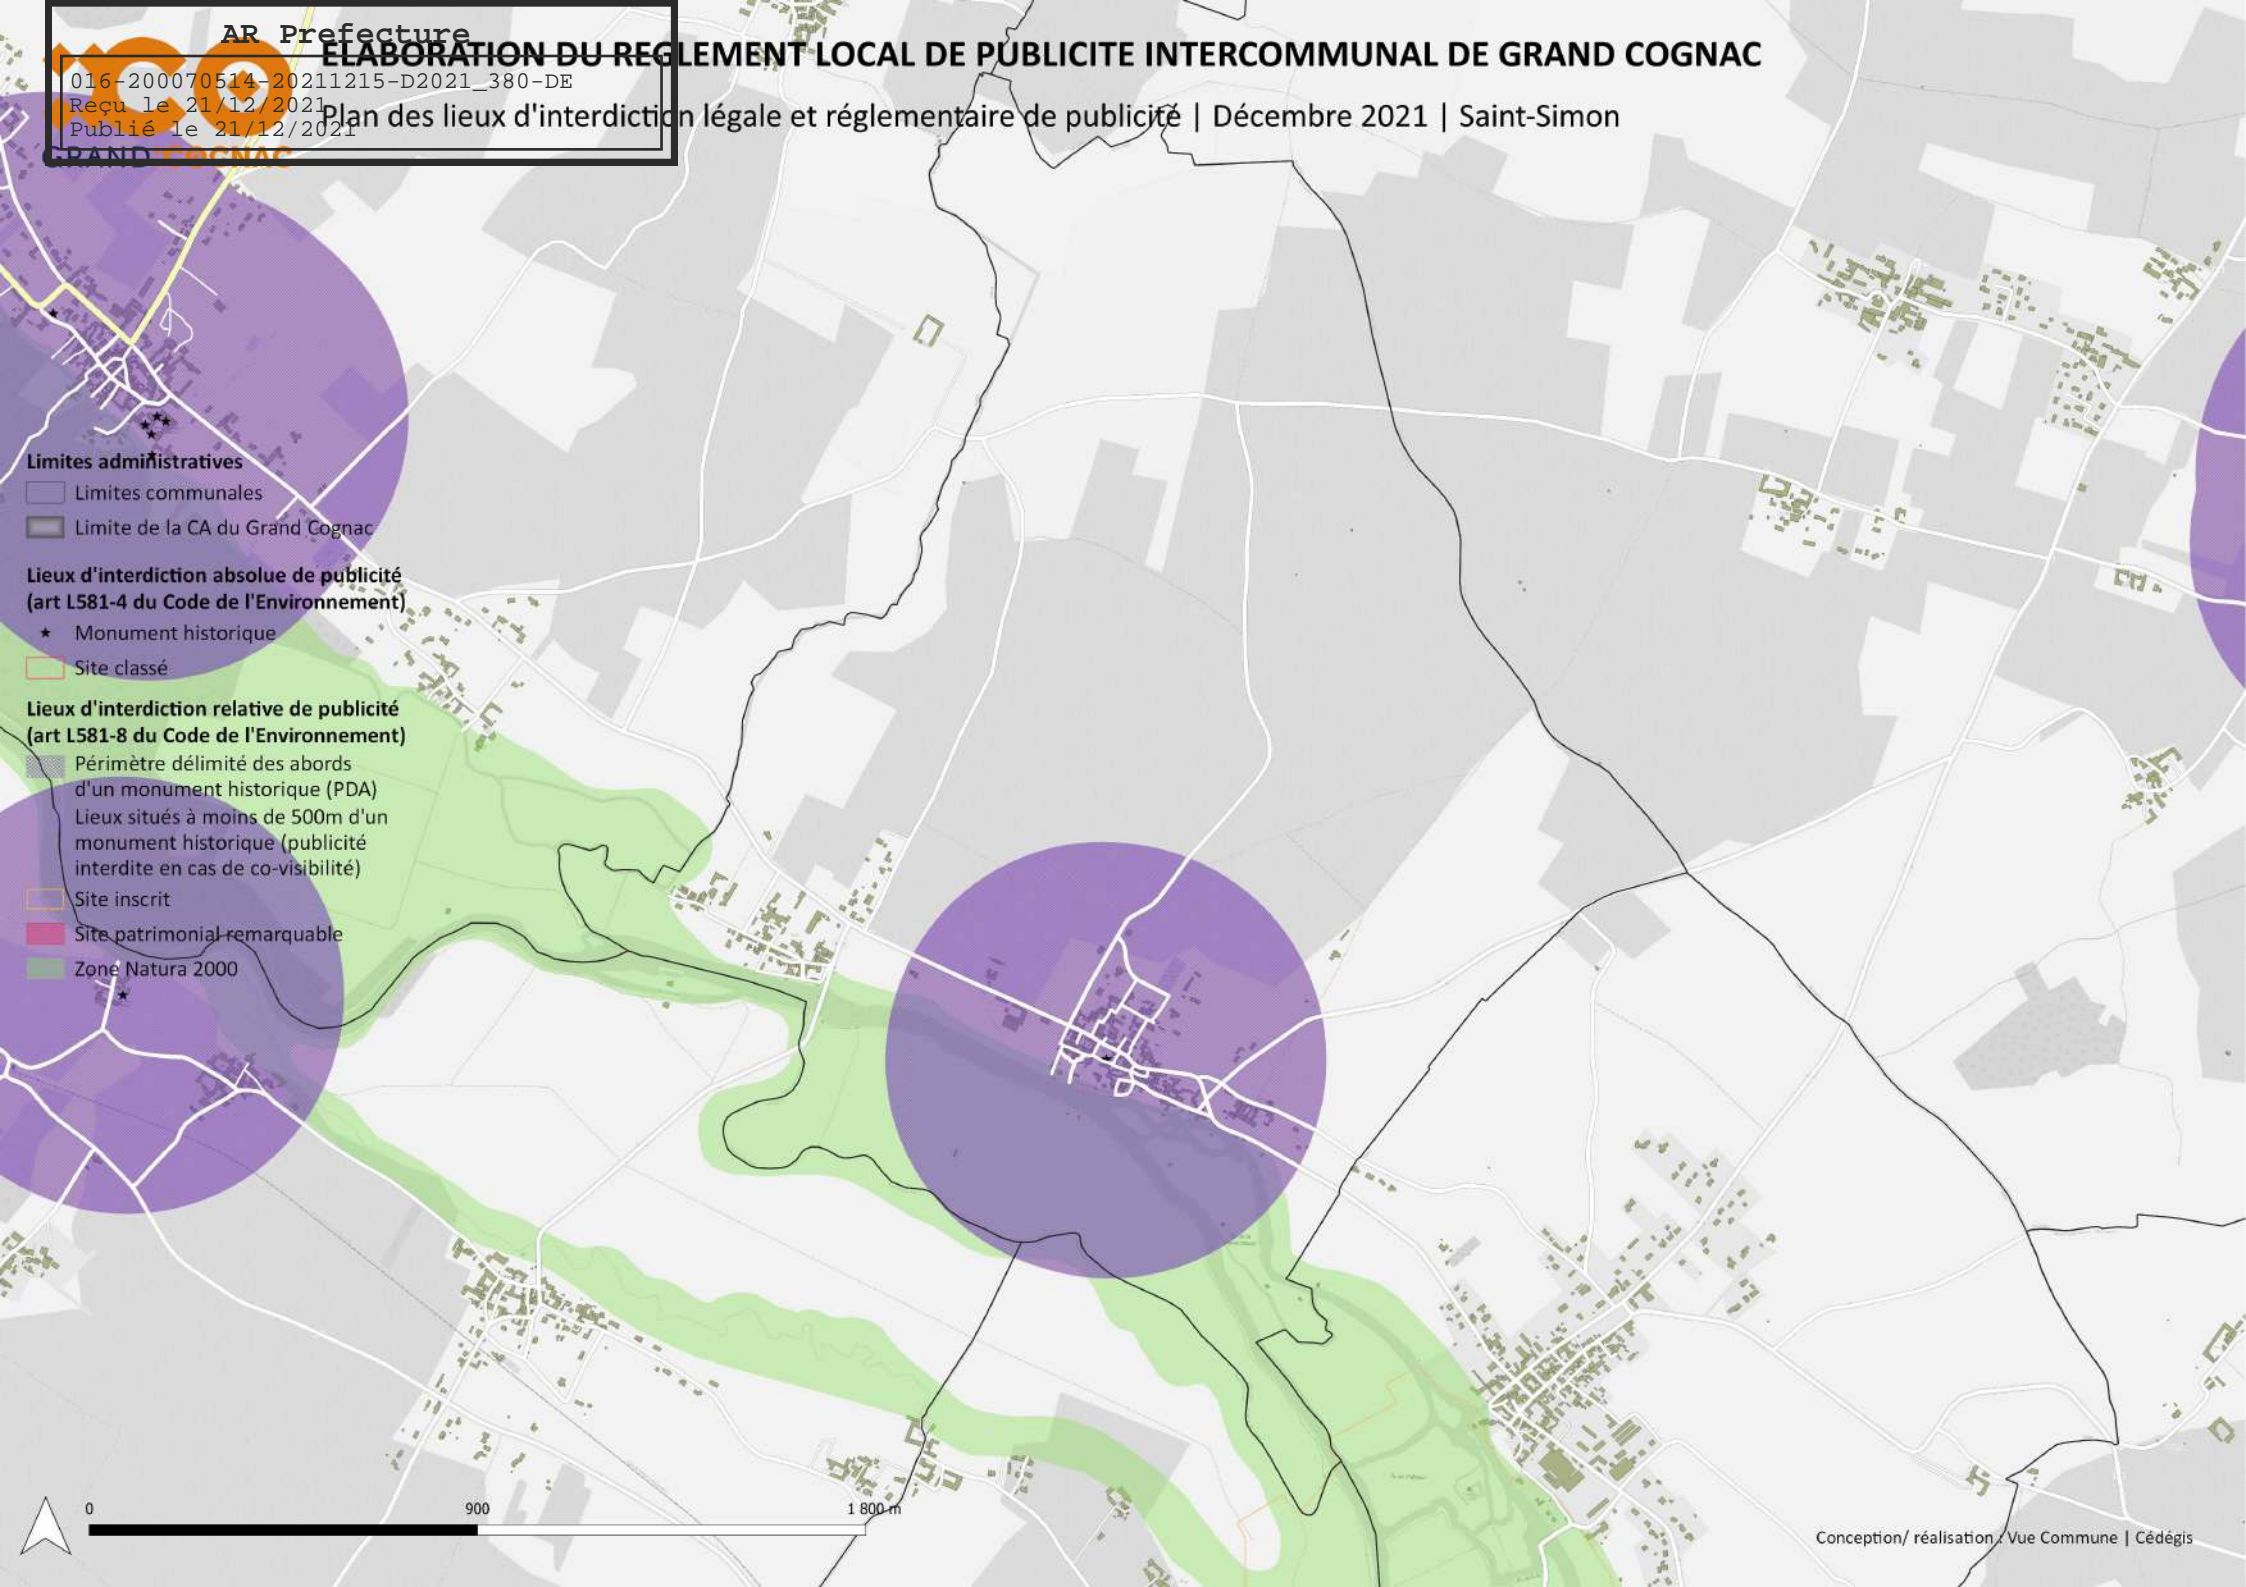 AR Prefecture
016-200070514-20211215-D2021_380-DE
Reçu le 21/12/2021
Publié le 21/12/2021
GRAND COGNAC
ELABORATION DU REGLEMENT LOCAL DE PUBLICITE INTERCOMMUNAL DE GRAND COGNAC
Plan des lieux d'interdiction légale et réglementaire de publicité | Décembre 2021 | Saint-Simon
Limites administratives
Limites communales
Limite de la CA du Grand Cognac
Lieux d'interdiction absolue de publicité
(art L581-4 du Code de l'Environnement)
Monument historique
Site classé
Lieux d'interdiction relative de publicité
(art L581-8 du Code de l'Environnement)
Périmètre délimité des abords
d'un monument historique (PDA)
Lieux situés à moins de 500m d'un
monument historique (publicité
interdite en cas de co-visibilité)
Site inscrit
Site patrimonial remarquable
Zone Natura 2000
0 900 1 800 m
Conception/ réalisation : Vue Commune | Cédégis